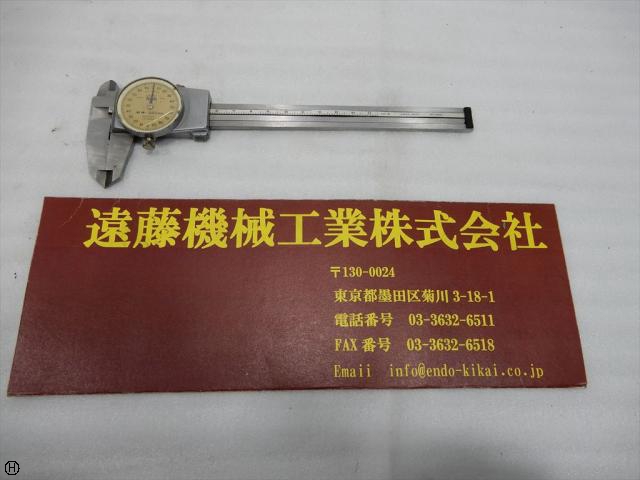 遠藤機械工業株式会社
〒130-0024
東京都墨田区菊川 3-18-1
電話番号 03-3632-6511
FAX 番号 03-3632-6518
Emaii info@endo-kikai.co.jp
H